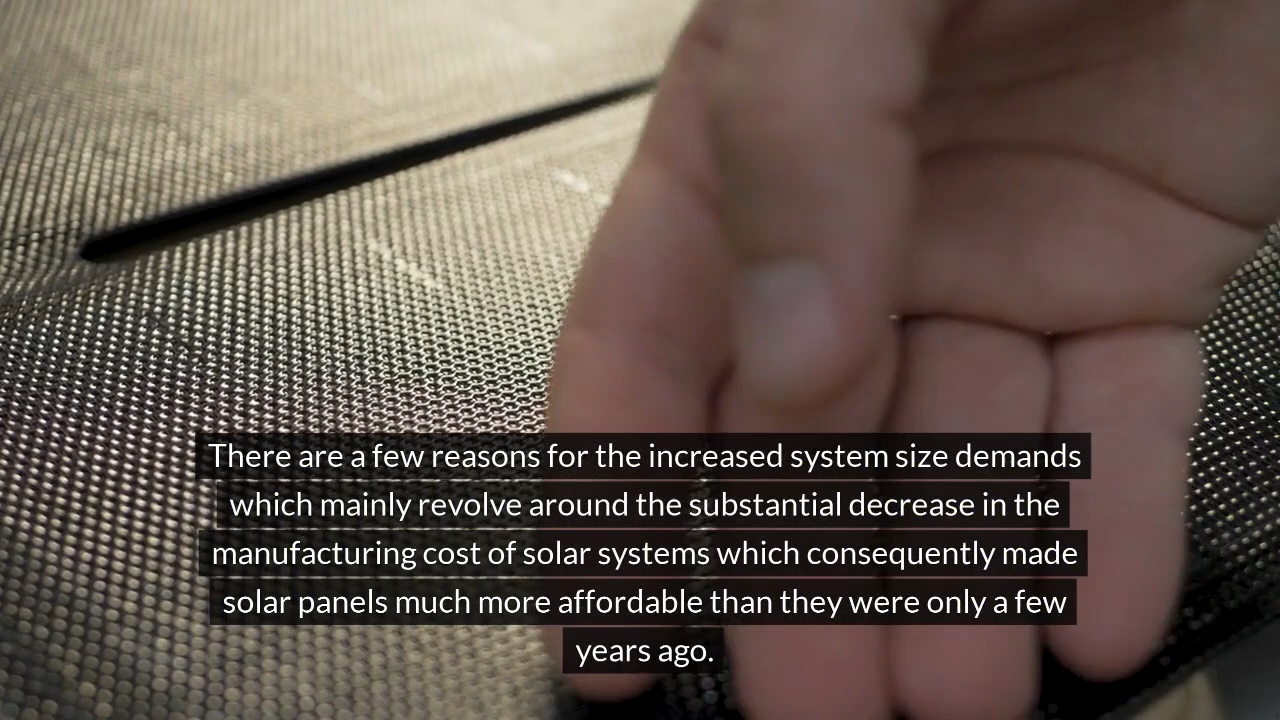 There are a few reasons for the increased system size demands
which mainly revolve around the substantial decrease in the
manufacturing cost of solar systems which consequently made
solar panels much more affordable than they were only a few
years ago.